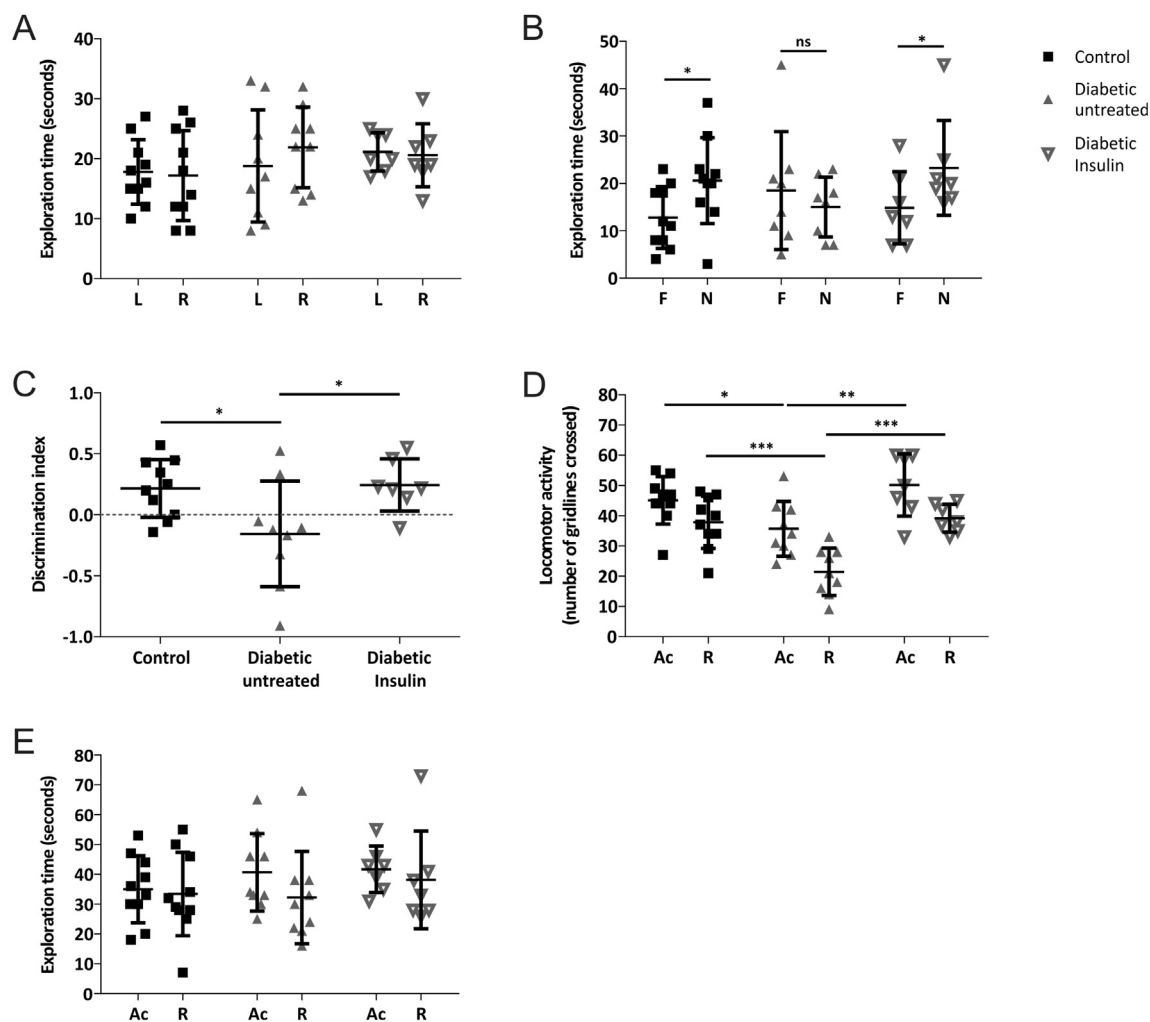 A
Exploration time (seconds)
40
30
20
10
0
L
R
L
R
L
R
B
Exploration time (seconds)
50
40
30
20
10
0
*
ns
*
F
N
F
N
F
N
Control
Diabetic
untreated
Diabetic
Insulin
C
Discrimination index
1.0
0.5
0.0
-0.5
-1.0
*
*
Control
Diabetic
untreated
Diabetic
Insulin
D
Locomotor activity
(number of gridlines crossed)
80
70
60
50
40
30
20
10
0
*
**
***
***
Ac
R
Ac
R
Ac
R
E
Exploration time (seconds)
80
70
60
50
40
30
20
10
0
Ac
R
Ac
R
Ac
R